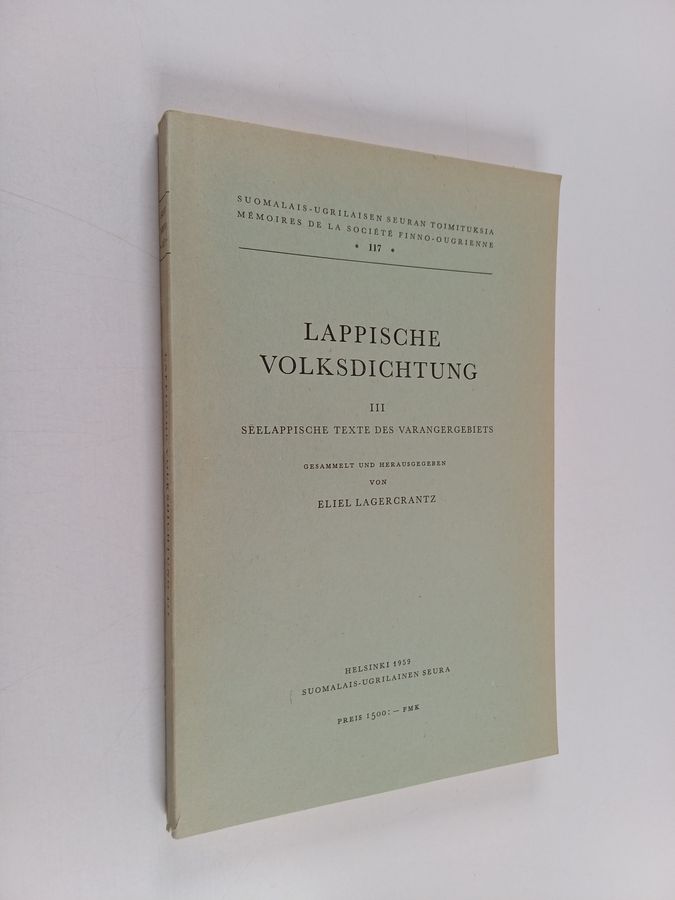 SUOMALAIS-UGRILAISEN SEURAN TOIMITUKSIA
MÉMOIRES DE LA SOCIÉTÉ FINNO-OUGRIENNE
* 117 *
LAPPISCHE
VOLKSDICHTUNG
III
SEELAPPISCHE TEXTE DES VARANGERGEBIETS
GESAMMELT UND HERAUSGEGEBEN
VON
ELIEL LAGERCRANTZ
HELSINKI 1959
SUOMALAIS-UGRILAINEN SEURA
PREIS 1500:— FMK